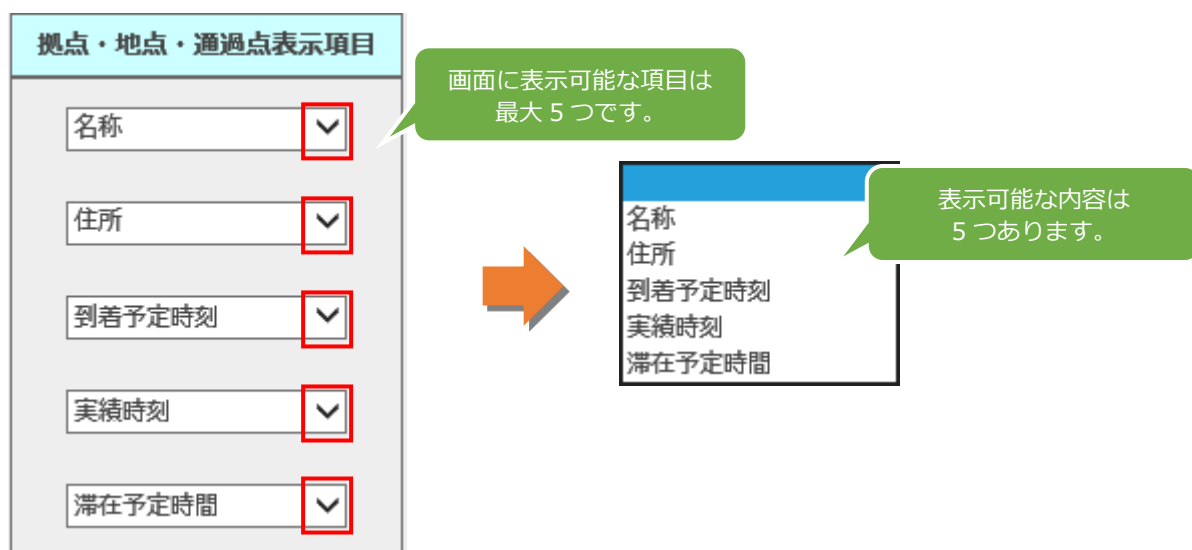 拠点・地点・通過点表示項目
名称
住所
到着予定時刻
実績時刻
滞在予定時間
画面に表示可能な項目は
最大５つです。
名称
住所
到着予定時刻
実績時刻
滞在予定時間
表示可能な内容は
５つあります。